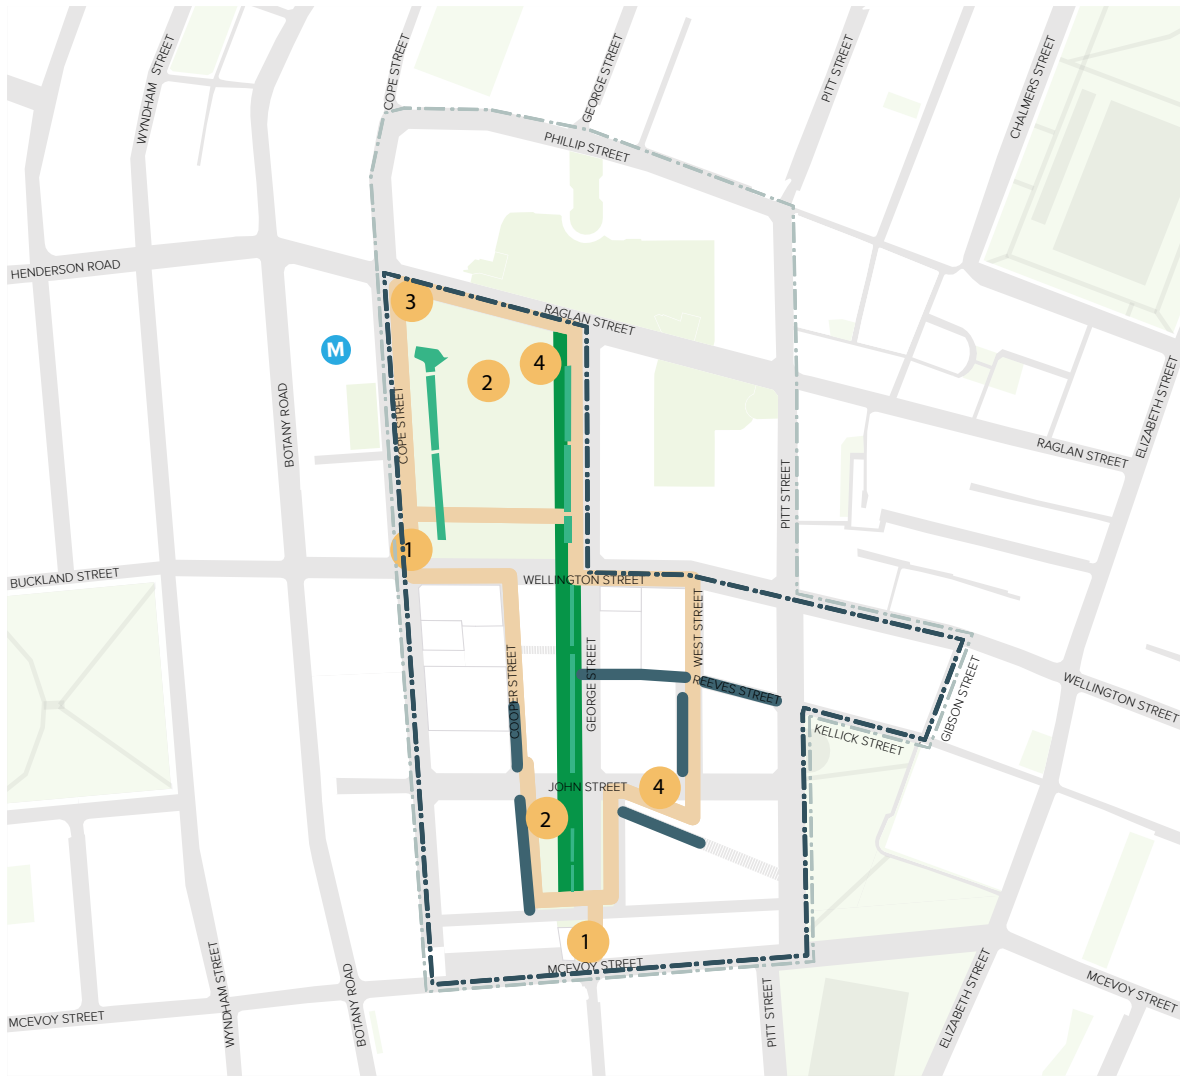 COPE STREET
GEORGE STREET
PITT STREET
CHALMERS STREET
WYNDHAM STREET
PHILLIP STREET
HENDERSON ROAD
3
RAGLAN STREET
M
4
2
BOTANY ROAD
COPE STREET
ELIZABETH STREET
RAGLAN STREET
PITT STREET
1
BUCKLAND STREET
WELLINGTON STREET
WEST STREET
COOPER STREET
GEORGE STREET
REEVES STREET
GIBSON STREET
WELLINGTON STREET
KELLICK STREET
JOHN STREET
4
2
1
MCEVOY STREET
WYNDHAM STREET
BOTANY ROAD
PITT STREET
ELIZABETH STREET
MCEVOY STREET
MCEVOY STREET